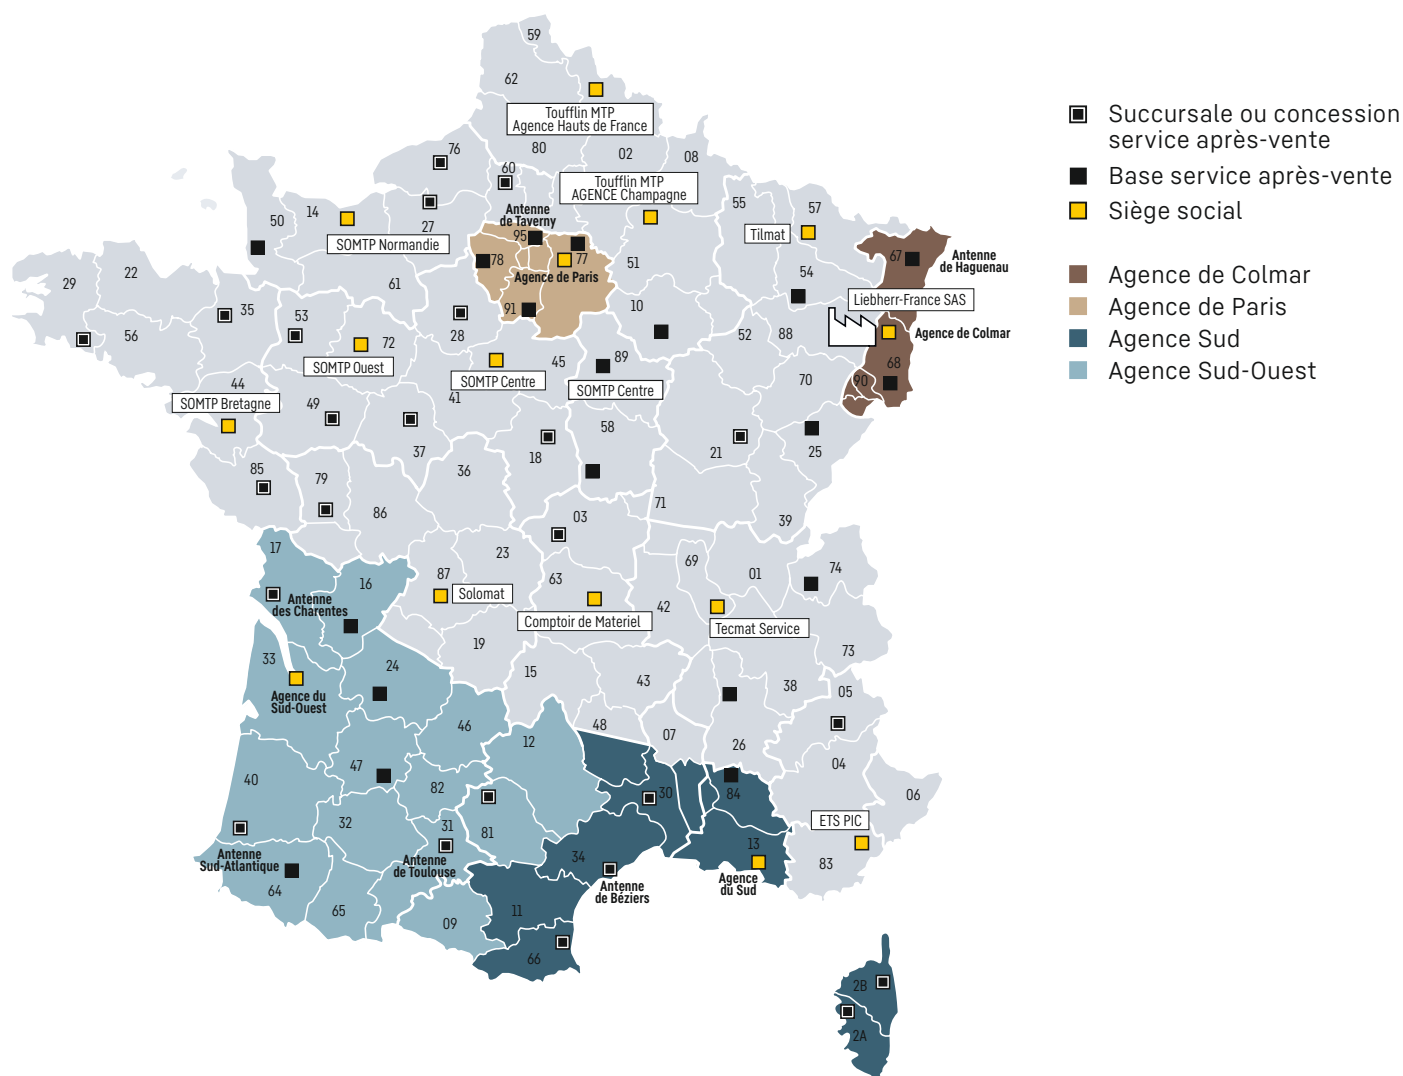 59
62
Toufflin MTP
Agence Hauts de France
80
02
08
76
60
Toufflin MTP
AGENCE Champagne
55
57
Tilmat
50
14
SOMTP Normandie
27
Antenne
de Taverny
95
78
77
Agence de Paris
91
51
54
67
Antenne
de Haguenau
Liebherr-France SAS
Agence de Colmar
68
90
29
22
56
35
53
61
72
SOMTP Ouest
28
SOMTP Centre
45
89
SOMTP Centre
10
52
88
70
44
SOMTP Bretagne
49
41
37
36
18
58
21
25
85
79
86
03
71
39
17
16
Antenne
des Charentes
87
Solomat
23
63
Comptoir de Materiel
69
42
01
Tecmat Service
74
73
33
Agence du
Sud-Ouest
24
19
15
43
38
05
46
12
48
07
26
04
06
40
47
82
32
31
81
30
84
ETS PIC
83
13
Agence
du Sud
Antenne
Sud-Atlantique
64
Antenne
de Toulouse
65
09
34
Antenne
de Béziers
11
66
2B
2A
Succursale ou concession
service après-vente
Base service après-vente
Siège social
Agence de Colmar
Agence de Paris
Agence Sud
Agence Sud-Ouest